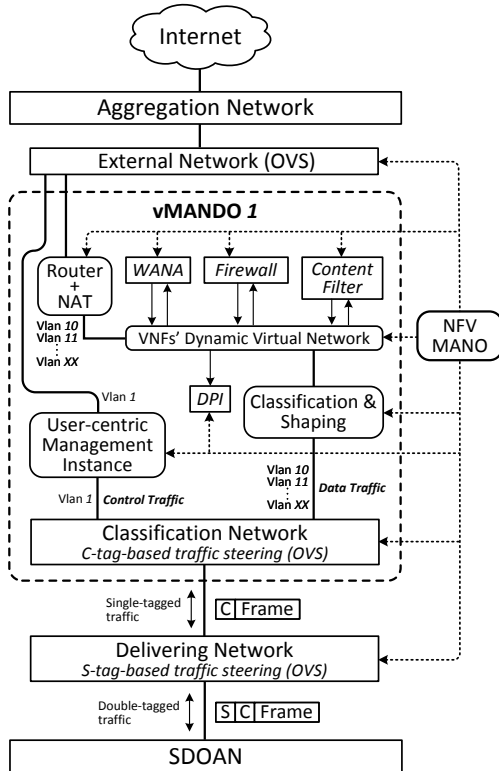 Internet
Aggregation Network
External Network (OVS)
vMANDO 1
Router
+
NAT
WANA
Firewall
Content
Filter
Vlan 10
Vlan 11
Vlan XX
VNFs' Dynamic Virtual Network
NFV
MANO
Vlan 1
DPI
Classification &
Shaping
User-centric
Management
Instance
Vlan 1
Control Traffic
Vlan 10
Vlan 11
Vlan XX
Data Traffic
Classification Network
C-tag-based traffic steering (OVS)
Single-tagged
traffic
C Frame
Delivering Network
S-tag-based traffic steering (OVS)
Double-tagged
traffic
S C Frame
SDOAN